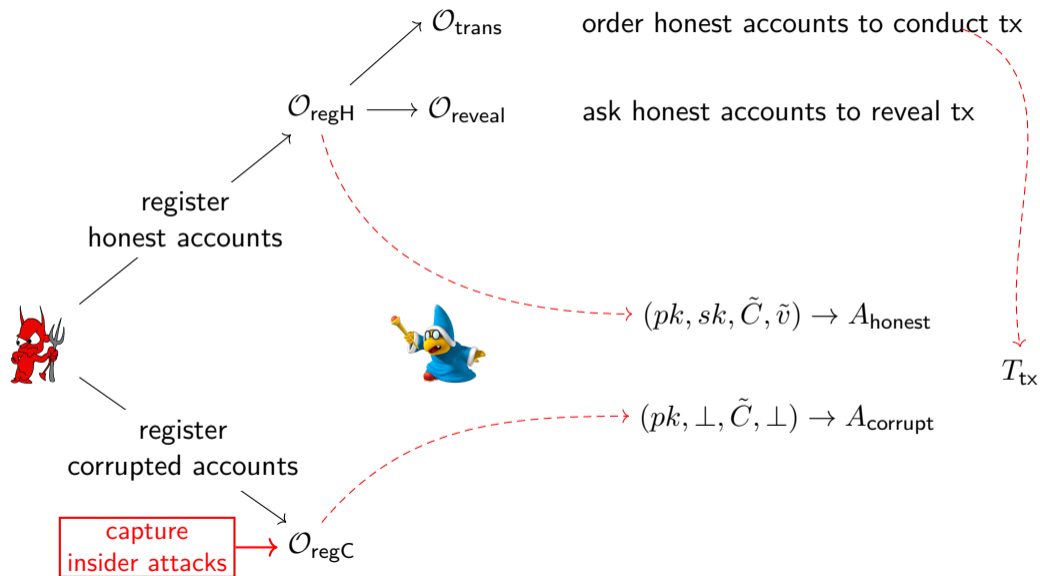 𝒪trans order honest accounts to conduct tx
𝒪regH 𝒪reveal ask honest accounts to reveal tx
register
honest accounts
(pk, sk, C̃, ṽ) → Ahonest
Ttx
(pk, ⊥, C̃, ⊥) → Acorrupt
register
corrupted accounts
capture
insider attacks
𝒪regC